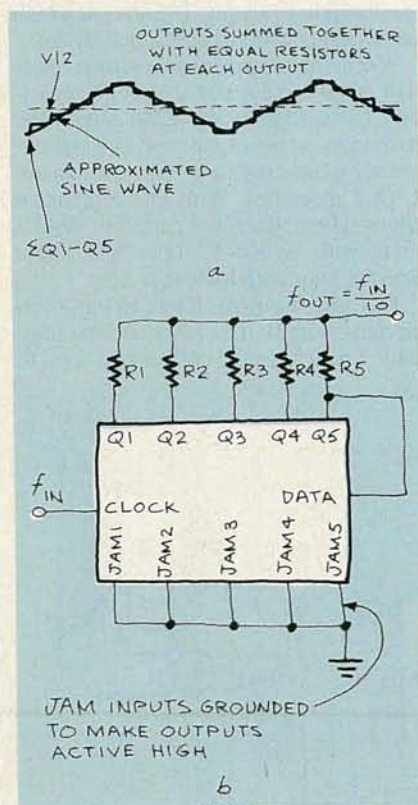 OUTPUTS SUMMED TOGETHER
WITH EQUAL RESISTORS
AT EACH OUTPUT
V/2
APPROXIMATED
SINE WAVE
ΣQ1-Q5
a
fOUT = fIN/10
R1 R2 R3 R4 R5
Q1 Q2 Q3 Q4 Q5
fIN
CLOCK
DATA
JAM1 JAM2 JAM3 JAM4 JAM5
JAM INPUTS GROUNDED
TO MAKE OUTPUTS
ACTIVE HIGH
b